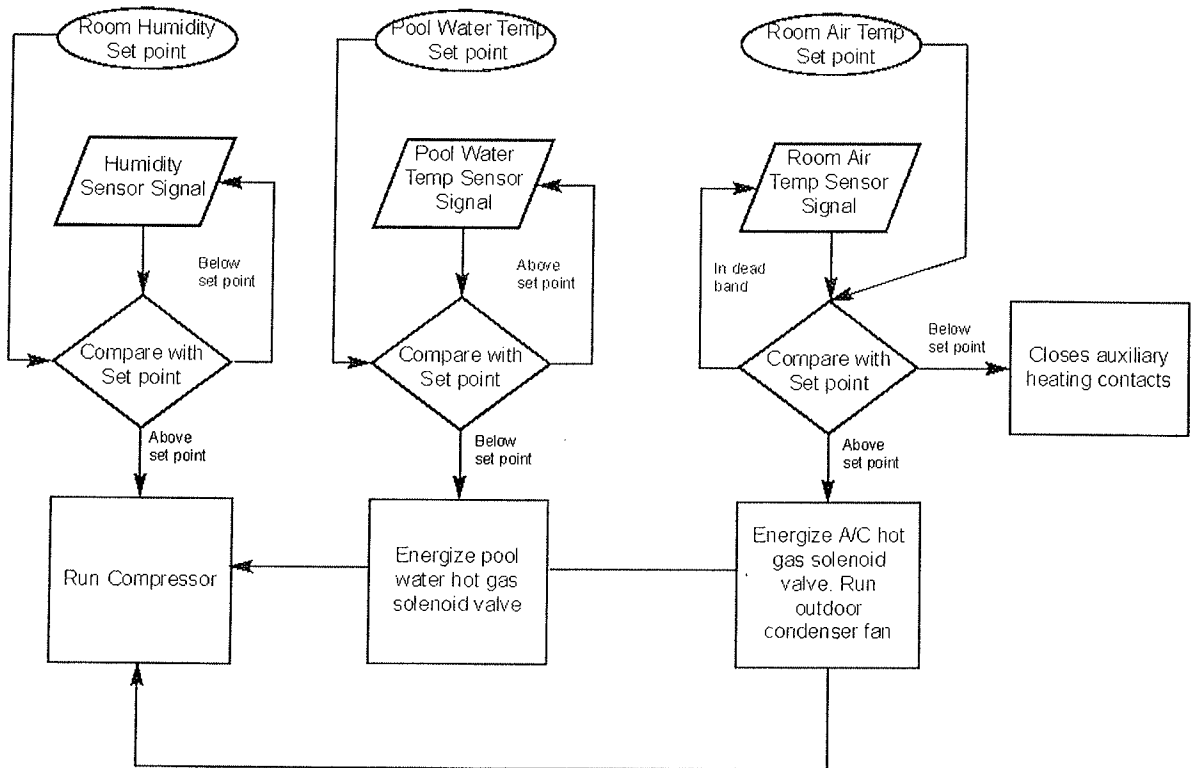 Room Humidity
Set point
Pool Water Temp
Set point
Room Air Temp
Set point
Humidity
Sensor Signal
Pool Water
Temp Sensor
Signal
Room Air
Temp Sensor
Signal
Below
set point
Above
set point
In dead
band
Compare with
Set point
Compare with
Set point
Compare with
Set point
Below
set point
Closes auxiliary
heating contacts
Above
set point
Below
set point
Above
set point
Run Compressor
Energize pool
water hot gas
solenoid valve
Energize A/C hot
gas solenoid
valve. Run
outdoor
condenser fan